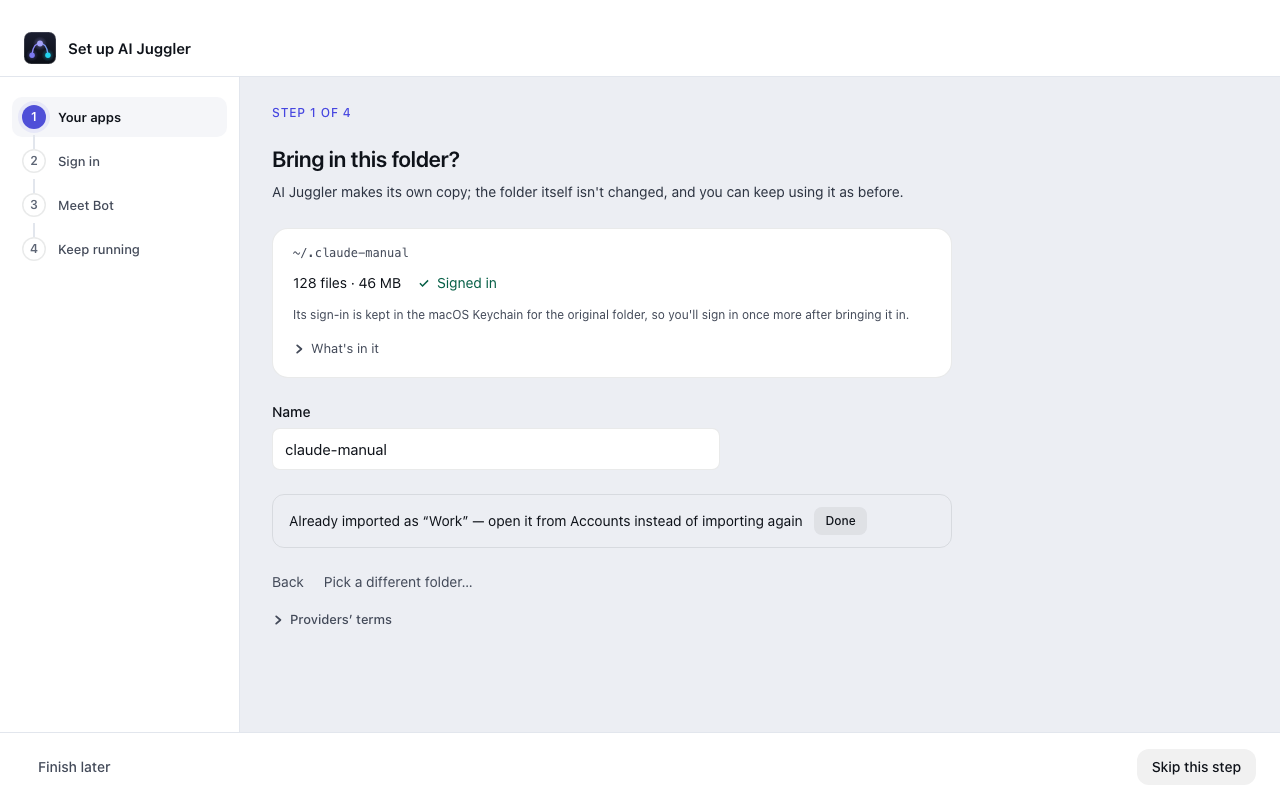 Set up AI Juggler
1 Your apps
2 Sign in
3 Meet Bot
4 Keep running
STEP 1 OF 4
Bring in this folder?
AI Juggler makes its own copy; the folder itself isn't changed, and you can keep using it as before.
~/.claude-manual
128 files · 46 MB ✓ Signed in
Its sign-in is kept in the macOS Keychain for the original folder, so you'll sign in once more after bringing it in.
What's in it
Name
claude-manual
Already imported as “Work” — open it from Accounts instead of importing again Done
Back Pick a different folder…
Providers’ terms
Finish later Skip this step